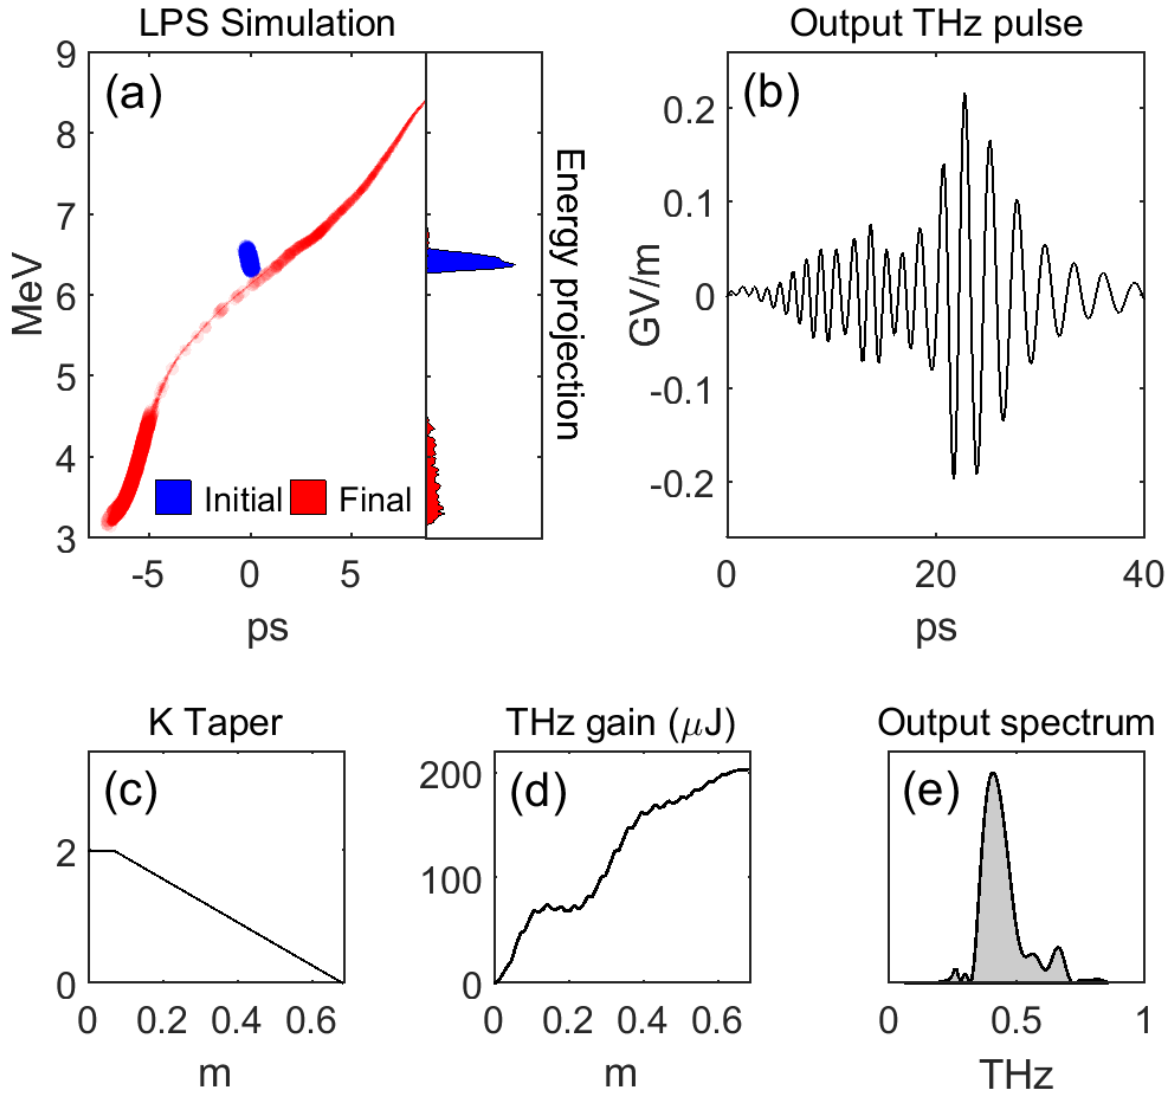 LPS Simulation
(a)
9
8
7
6
5
4
3
MeV
-5 0 5
ps
Initial Final
Energy projection
Output THz pulse
(b)
0.2
0.1
0
-0.1
-0.2
GV/m
0 20 40
ps
K Taper
(c)
2
0
0 0.2 0.4 0.6
m
THz gain (μJ)
(d)
200
100
0
0 0.2 0.4 0.6
m
Output spectrum
(e)
0 0.5 1
THz